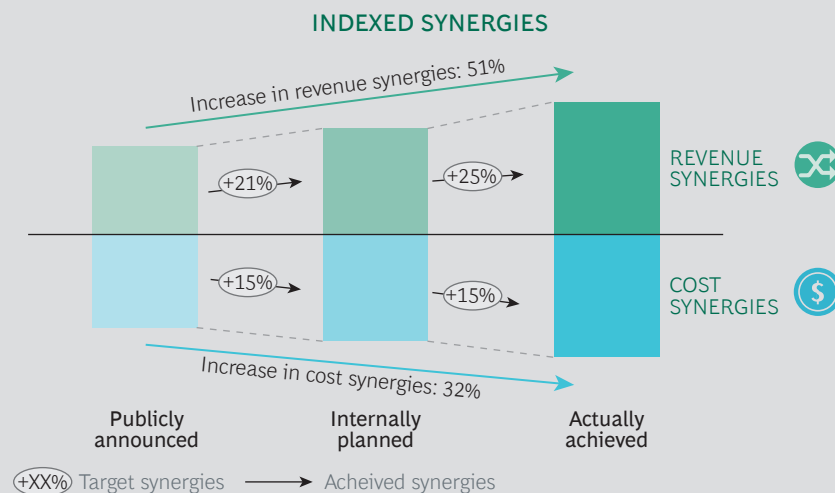 INDEXED SYNERGIES
Increase in revenue synergies: 51%
+21%
+25%
REVENUE
SYNERGIES
+15%
+15%
COST
SYNERGIES
$
Increase in cost synergies: 32%
Publicly
announced
Internally
planned
Actually
achieved
+XX% Target synergies
Acheived synergies